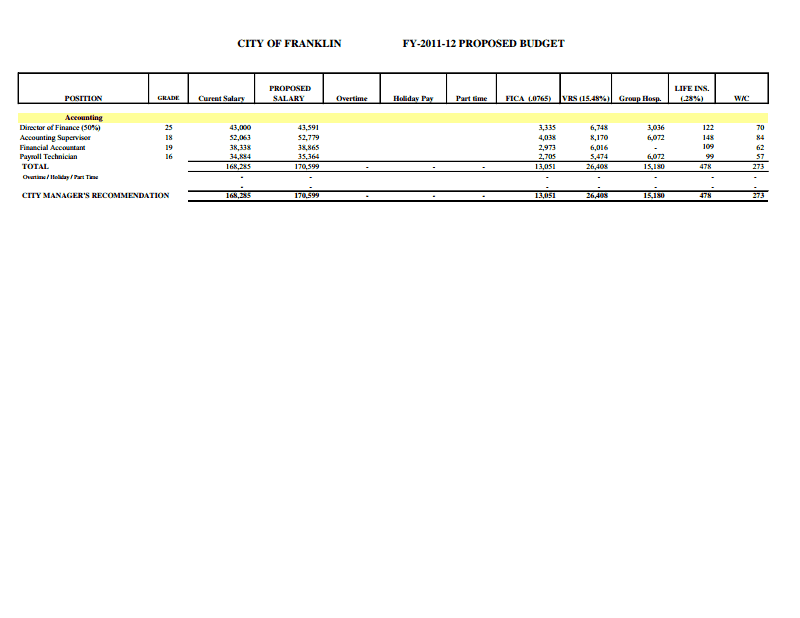 CITY OF FRANKLIN FY-2011-12 PROPOSED BUDGET
POSITION GRADE Curent Salary PROPOSED SALARY Overtime Holiday Pay Part time FICA (.0765) VRS (15.48%) Group Hosp. LIFE INS. (.28%) W/C
Accounting
Director of Finance (50%) 25 43,000 43,591 3,335 6,748 3,036 122 70
Accounting Supervisor 18 52,063 52,779 4,038 8,170 6,072 148 84
Financial Accountant 19 38,338 38,865 2,973 6,016 - 109 62
Payroll Technician 16 34,884 35,364 2,705 5,474 6,072 99 57
TOTAL 168,285 170,599 - - - 13,051 26,408 15,180 478 273
Overtime / Holiday / Part Time - - - - - - -
- - - - - - -
CITY MANAGER'S RECOMMENDATION 168,285 170,599 - - - 13,051 26,408 15,180 478 273